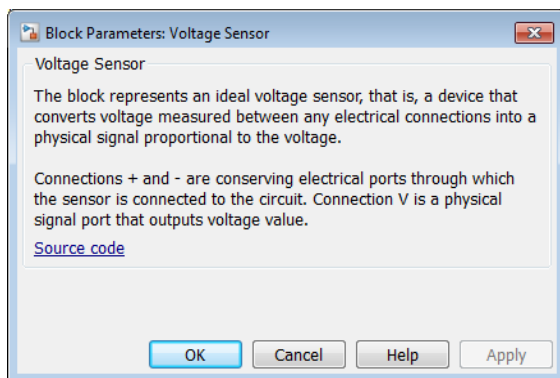 Block Parameters: Voltage Sensor
Voltage Sensor
The block represents an ideal voltage sensor, that is, a device that
converts voltage measured between any electrical connections into a
physical signal proportional to the voltage.
Connections + and - are conserving electrical ports through which
the sensor is connected to the circuit. Connection V is a physical
signal port that outputs voltage value.
Source code
OK Cancel Help Apply